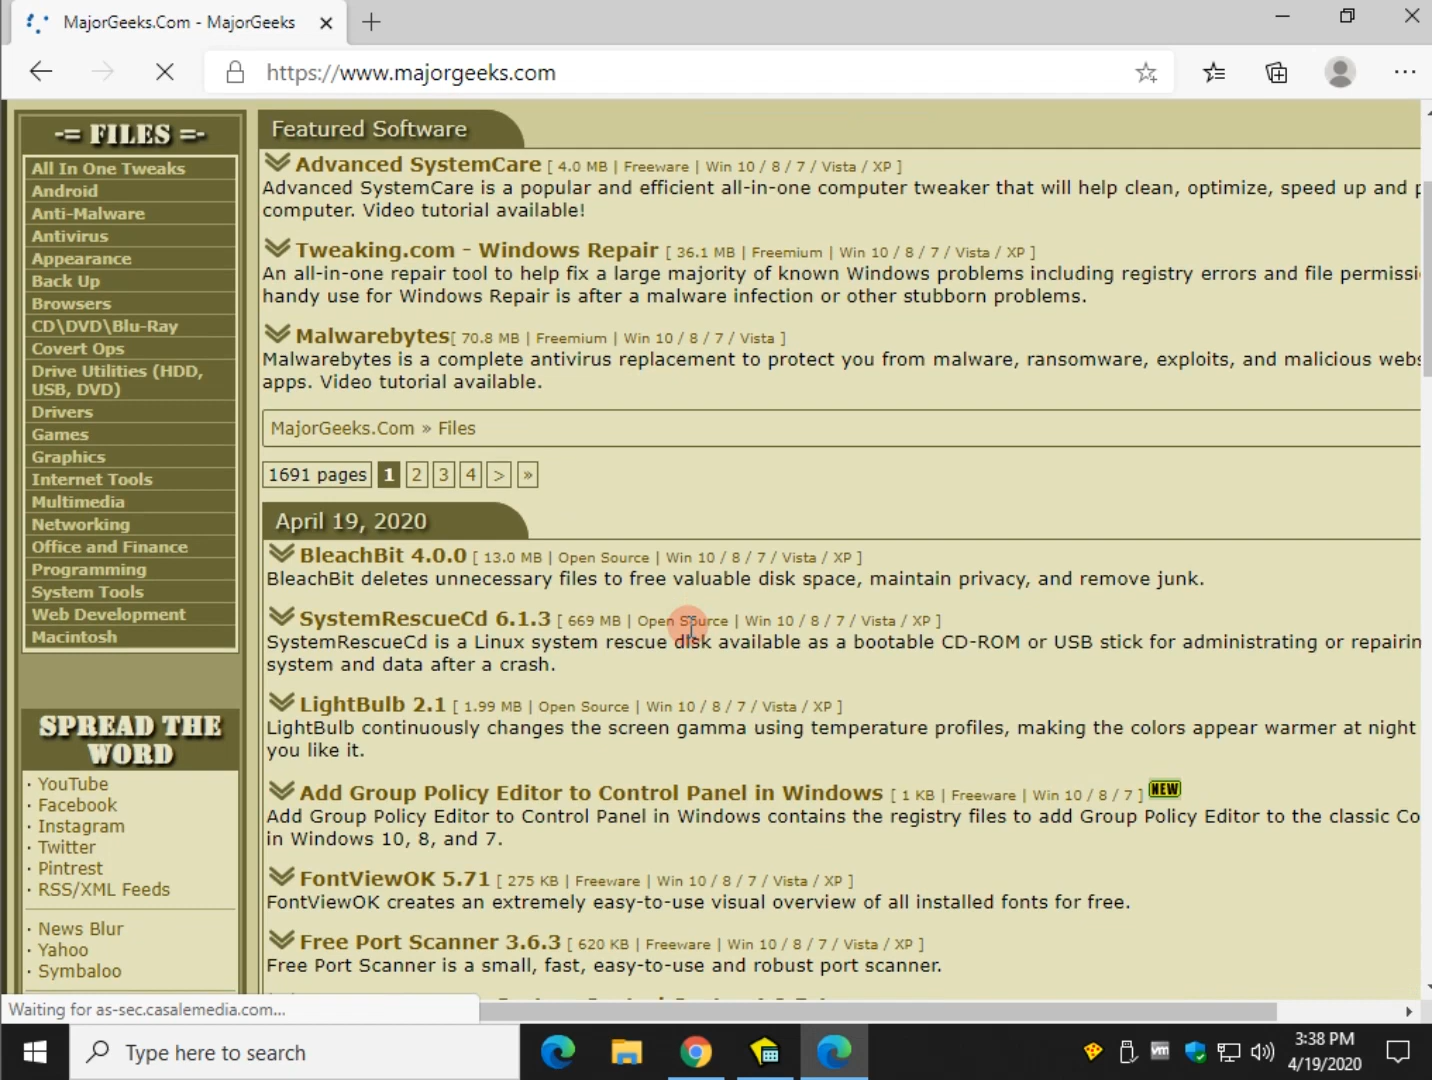 MajorGeeks.Com - MajorGeeks
https://www.majorgeeks.com
-= FILES =-
All In One Tweaks
Android
Anti-Malware
Antivirus
Appearance
Back Up
Browsers
CD\DVD\Blu-Ray
Covert Ops
Drive Utilities (HDD,
USB, DVD)
Drivers
Games
Graphics
Internet Tools
Multimedia
Networking
Office and Finance
Programming
System Tools
Web Development
Macintosh
SPREAD THE
WORD
· YouTube
· Facebook
· Instagram
· Twitter
· Pintrest
· RSS/XML Feeds
· News Blur
· Yahoo
· Symbaloo
Featured Software
Advanced SystemCare [ 4.0 MB | Freeware | Win 10 / 8 / 7 / Vista / XP ]
Advanced SystemCare is a popular and efficient all-in-one computer tweaker that will help clean, optimize, speed up and
computer. Video tutorial available!
Tweaking.com - Windows Repair [ 36.1 MB | Freemium | Win 10 / 8 / 7 / Vista / XP ]
An all-in-one repair tool to help fix a large majority of known Windows problems including registry errors and file permissi
handy use for Windows Repair is after a malware infection or other stubborn problems.
Malwarebytes[ 70.8 MB | Freemium | Win 10 / 8 / 7 / Vista ]
Malwarebytes is a complete antivirus replacement to protect you from malware, ransomware, exploits, and malicious webs
apps. Video tutorial available.
MajorGeeks.Com » Files
1691 pages 1 2 3 4 > »
April 19, 2020
BleachBit 4.0.0 [ 13.0 MB | Open Source | Win 10 / 8 / 7 / Vista / XP ]
BleachBit deletes unnecessary files to free valuable disk space, maintain privacy, and remove junk.
SystemRescueCd 6.1.3 [ 669 MB | Open Source | Win 10 / 8 / 7 / Vista / XP ]
SystemRescueCd is a Linux system rescue disk available as a bootable CD-ROM or USB stick for administrating or repairin
system and data after a crash.
LightBulb 2.1 [ 1.99 MB | Open Source | Win 10 / 8 / 7 / Vista / XP ]
LightBulb continuously changes the screen gamma using temperature profiles, making the colors appear warmer at night
you like it.
Add Group Policy Editor to Control Panel in Windows [ 1 KB | Freeware | Win 10 / 8 / 7 ] NEW
Add Group Policy Editor to Control Panel in Windows contains the registry files to add Group Policy Editor to the classic Co
in Windows 10, 8, and 7.
FontViewOK 5.71 [ 275 KB | Freeware | Win 10 / 8 / 7 / Vista / XP ]
FontViewOK creates an extremely easy-to-use visual overview of all installed fonts for free.
Free Port Scanner 3.6.3 [ 620 KB | Freeware | Win 10 / 8 / 7 / Vista / XP ]
Free Port Scanner is a small, fast, easy-to-use and robust port scanner.
Waiting for as-sec.casalemedia.com...
Type here to search
vm
3:38 PM
4/19/2020